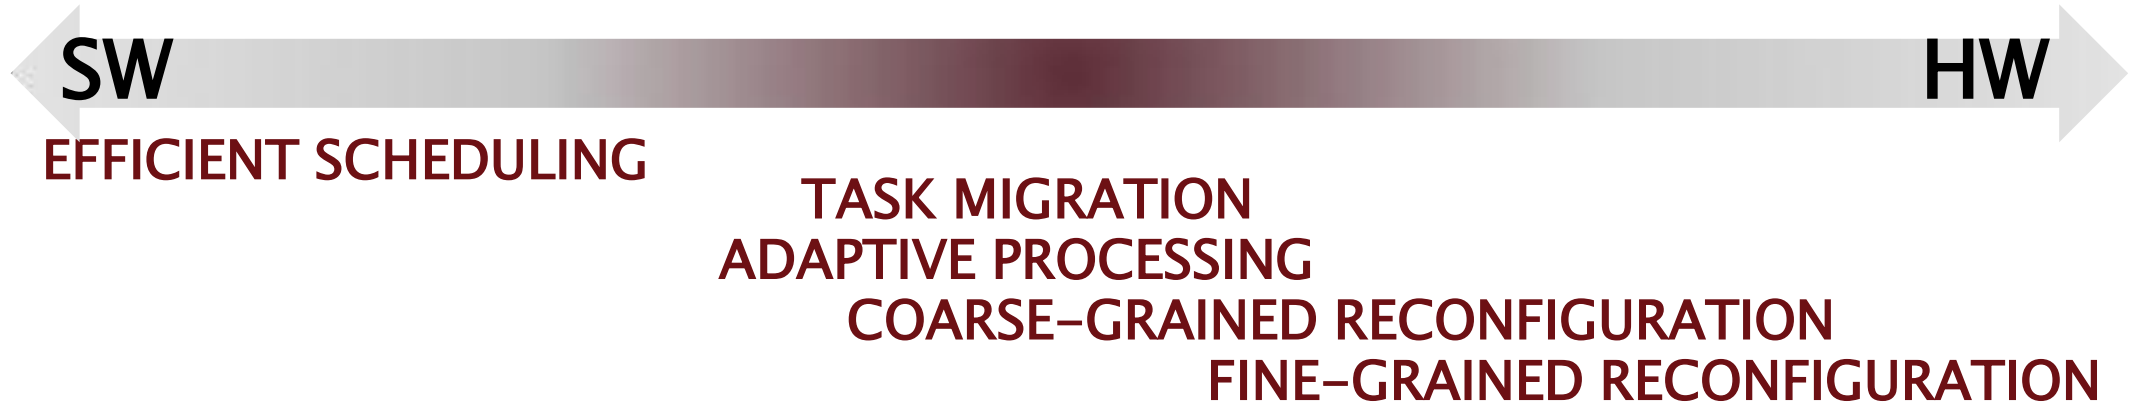 SW HW
EFFICIENT SCHEDULING
TASK MIGRATION
ADAPTIVE PROCESSING
COARSE-GRAINED RECONFIGURATION
FINE-GRAINED RECONFIGURATION